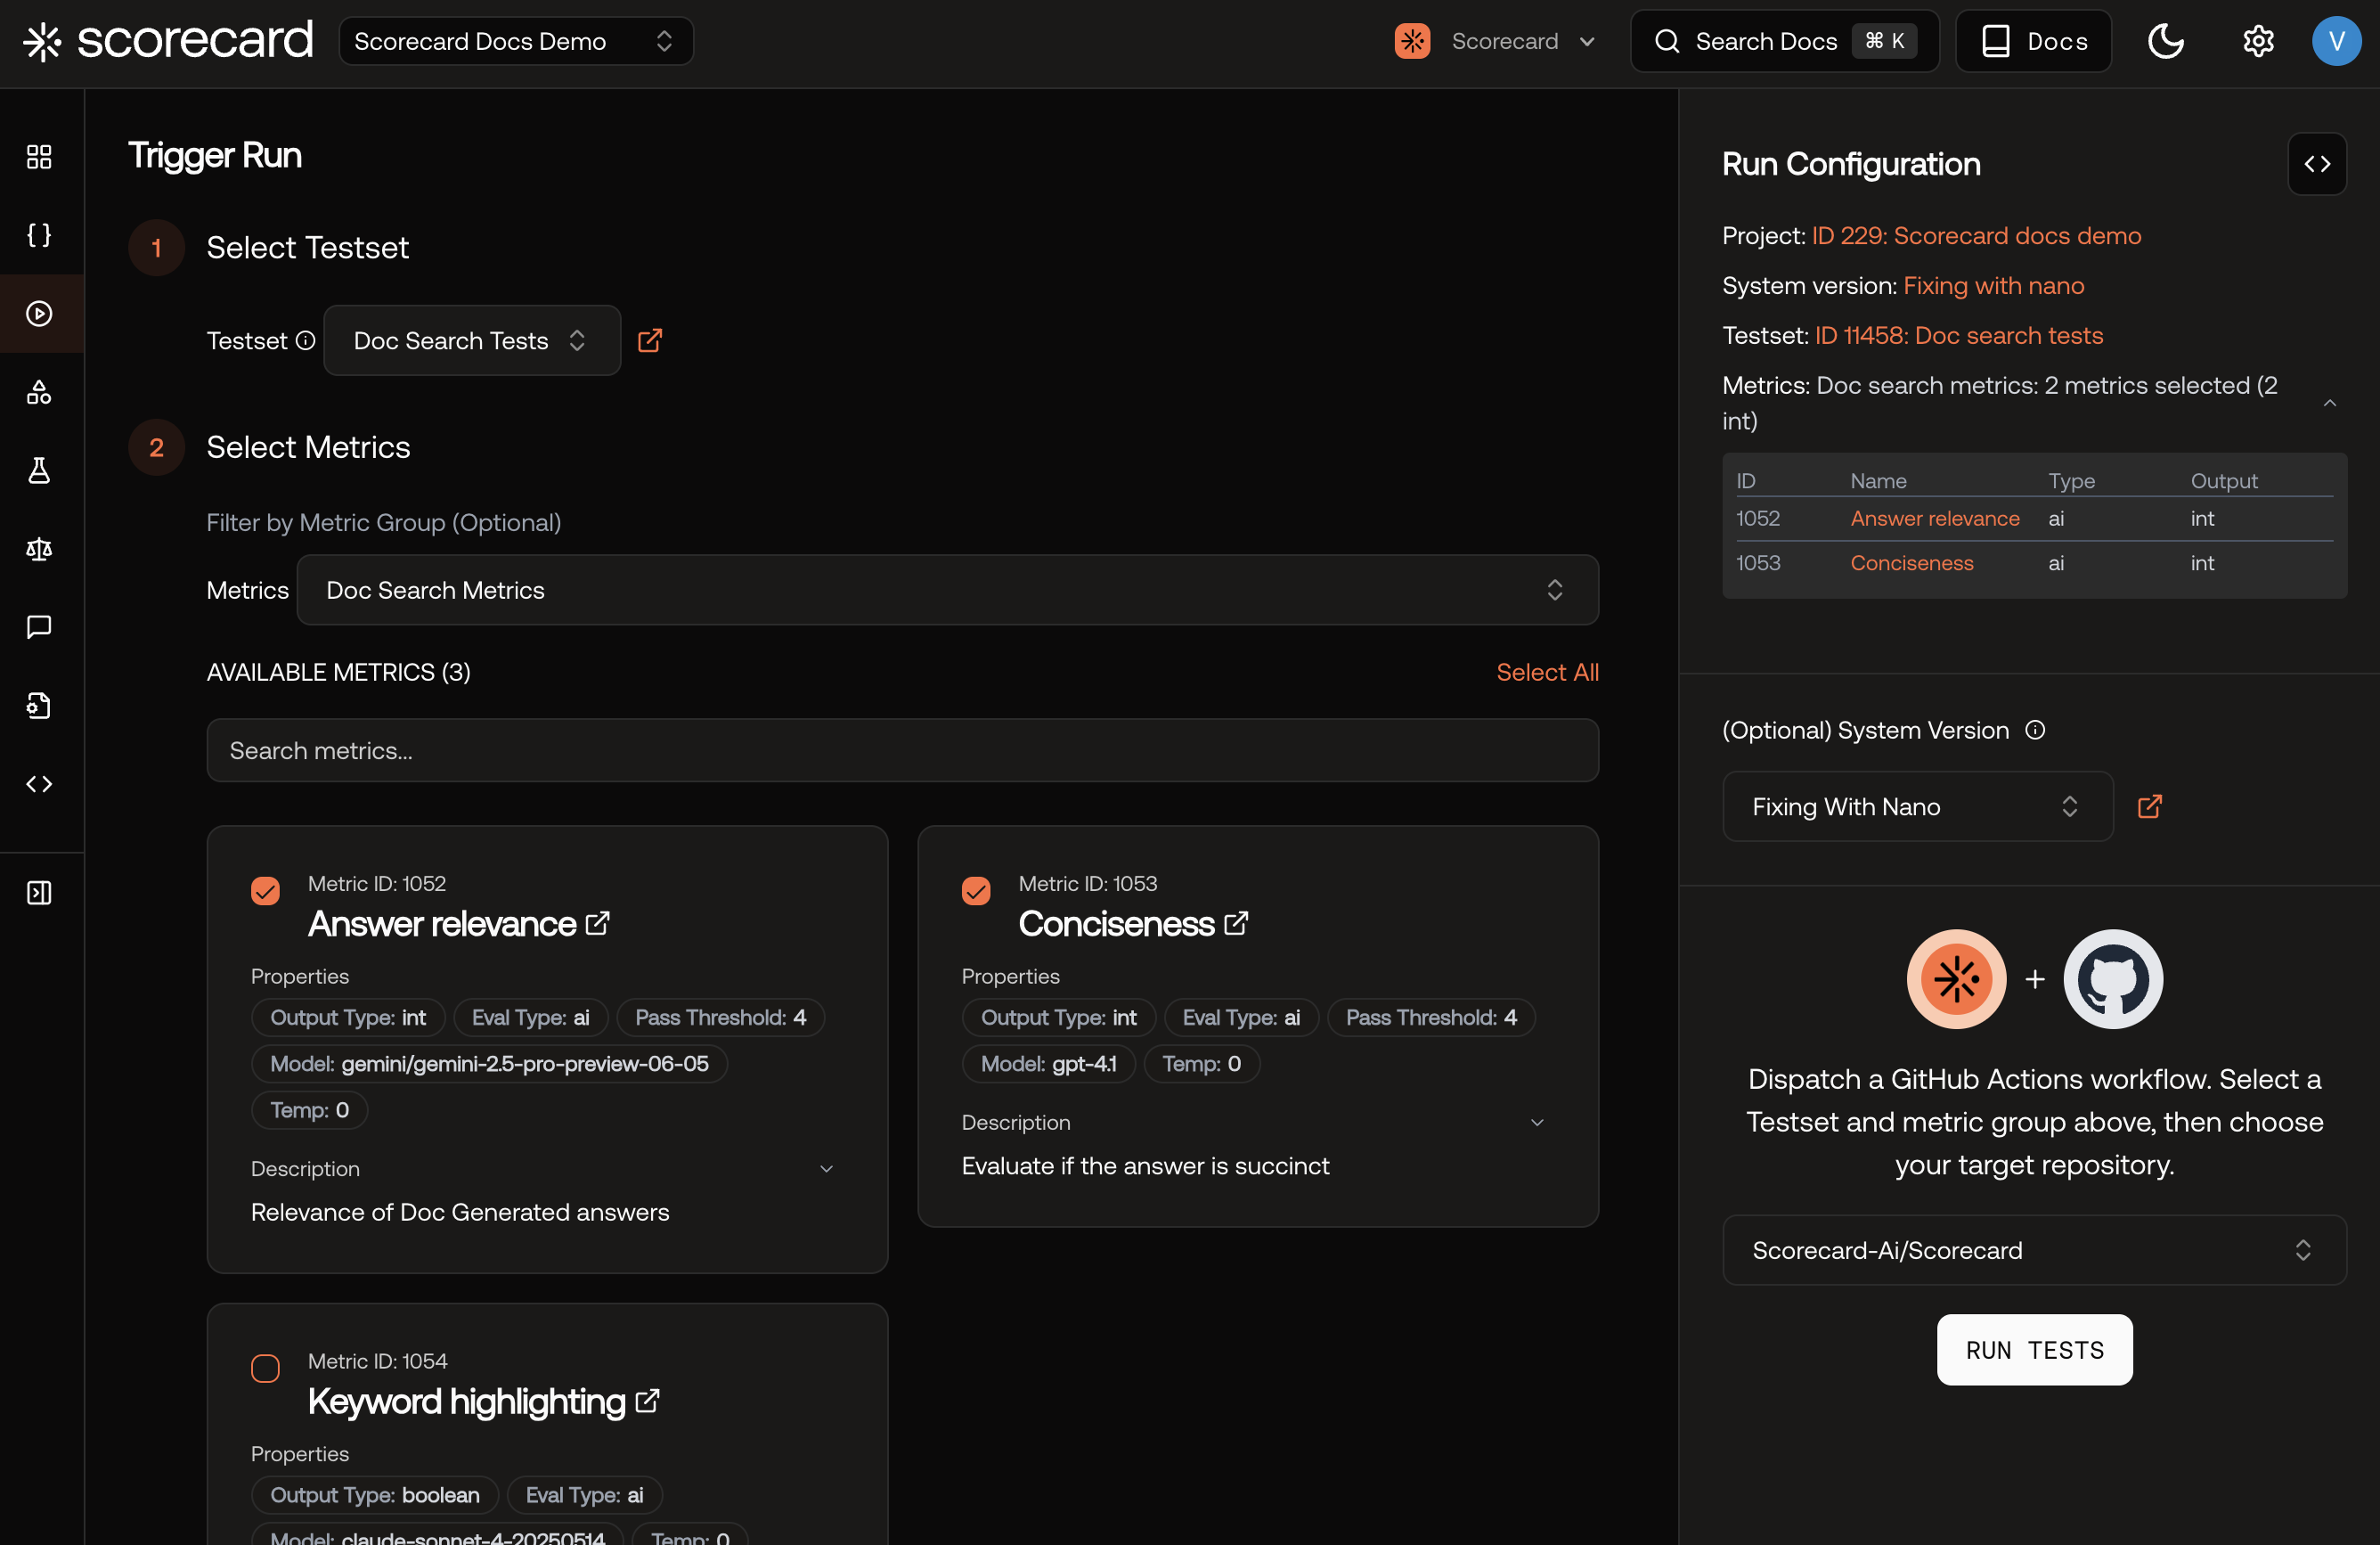 scorecard
Scorecard Docs Demo
Scorecard
Search Docs
⌘ K
Docs
V
Trigger Run
1
Select Testset
Testset
Doc Search Tests
2
Select Metrics
Filter by Metric Group (Optional)
Metrics
Doc Search Metrics
AVAILABLE METRICS (3)
Select All
Search metrics...
Metric ID: 1052
Answer relevance
Properties
Output Type: int
Eval Type: ai
Pass Threshold: 4
Model: gemini/gemini-2.5-pro-preview-06-05
Temp: 0
Description
Relevance of Doc Generated answers
Metric ID: 1053
Conciseness
Properties
Output Type: int
Eval Type: ai
Pass Threshold: 4
Model: gpt-4.1
Temp: 0
Description
Evaluate if the answer is succinct
Metric ID: 1054
Keyword highlighting
Properties
Output Type: boolean
Eval Type: ai
Model: claude-sonnet-4-20250514
Temp: 0
Run Configuration
Project: ID 229: Scorecard docs demo
System version: Fixing with nano
Testset: ID 11458: Doc search tests
Metrics: Doc search metrics: 2 metrics selected (2
int)
ID Name Type Output
1052 Answer relevance ai int
1053 Conciseness ai int
(Optional) System Version
Fixing With Nano
+
Dispatch a GitHub Actions workflow. Select a
Testset and metric group above, then choose
your target repository.
Scorecard-Ai/Scorecard
RUN TESTS